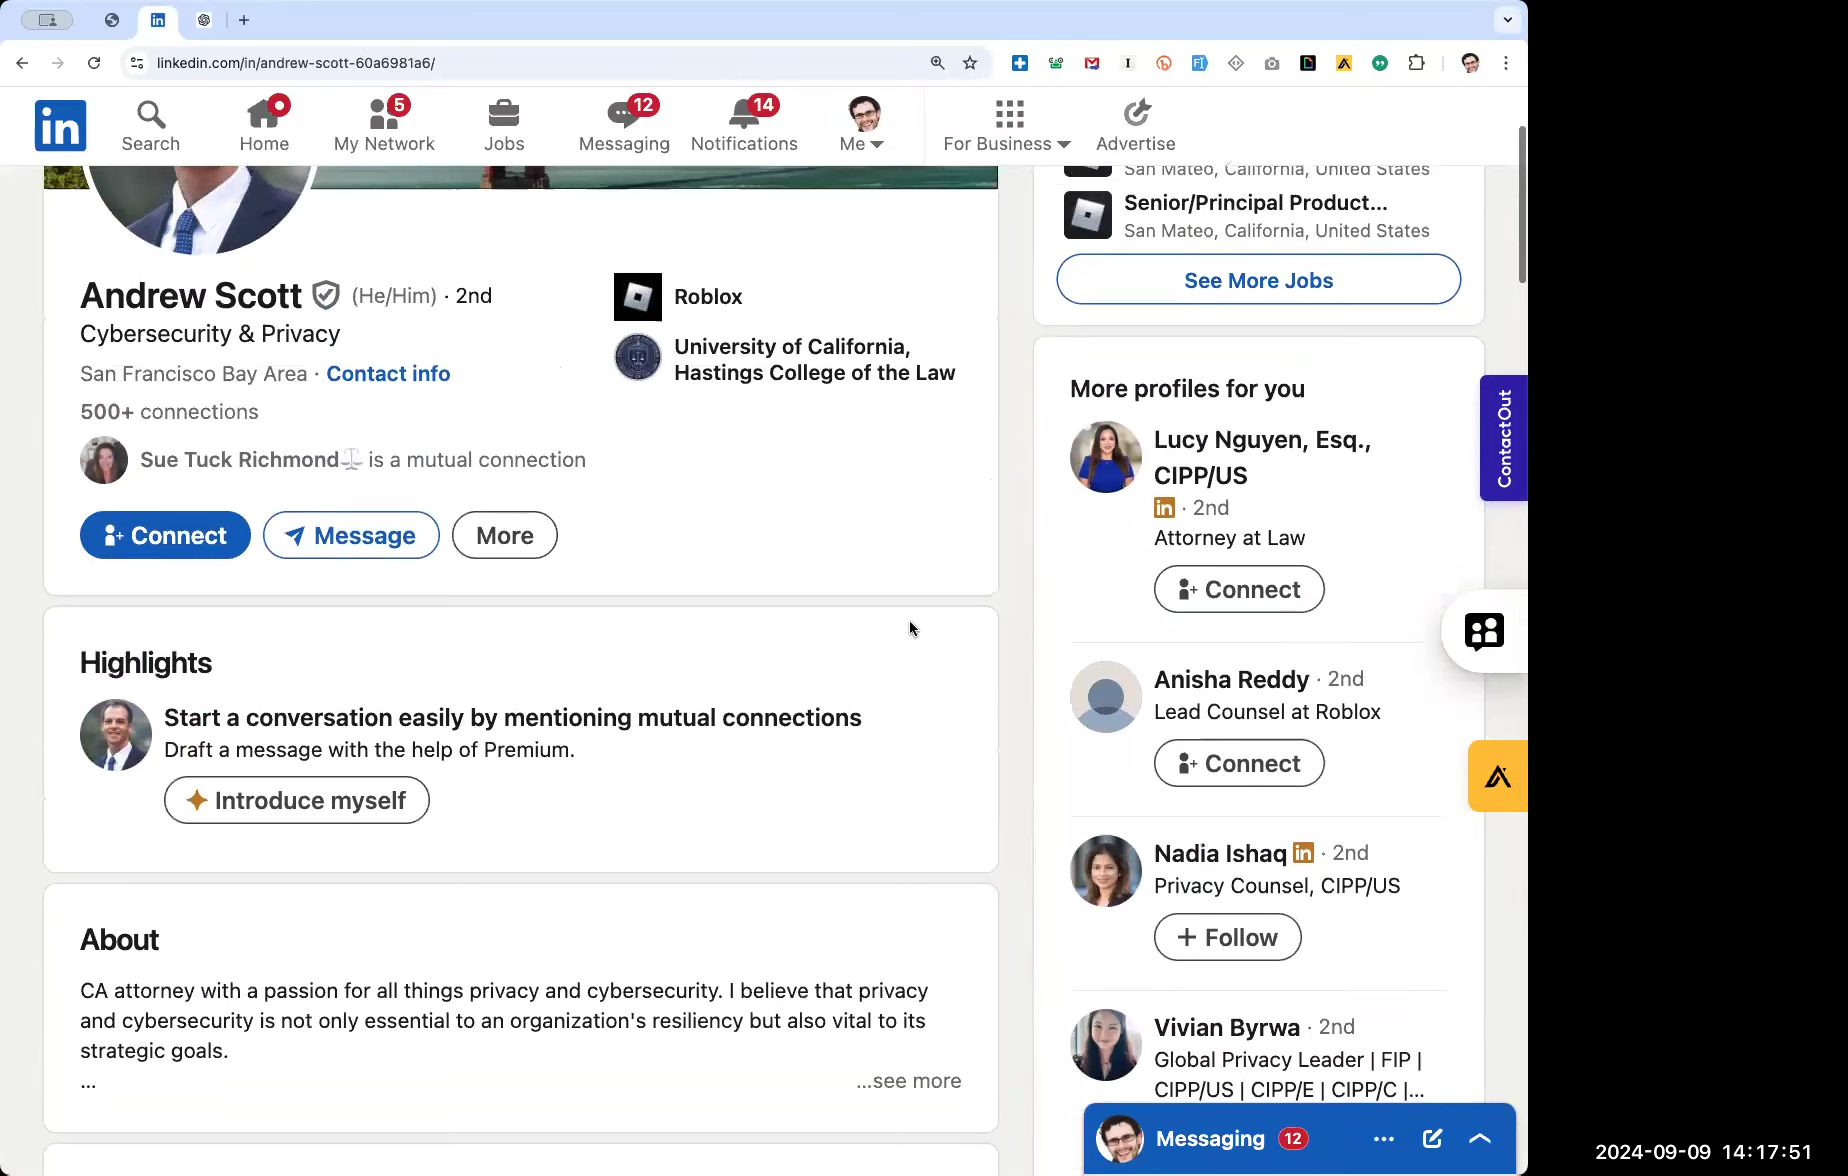 linkedin.com/in/andrew-scott-60a6981a6/
in
Search
Home
5
My Network
Jobs
12
Messaging
14
Notifications
Me
For Business
Advertise
Andrew Scott (He/Him) · 2nd
Cybersecurity & Privacy
San Francisco Bay Area · Contact info
500+ connections
Sue Tuck Richmond is a mutual connection
Connect
Message
More
Roblox
University of California,
Hastings College of the Law
Highlights
Start a conversation easily by mentioning mutual connections
Draft a message with the help of Premium.
Introduce myself
About
CA attorney with a passion for all things privacy and cybersecurity. I believe that privacy
and cybersecurity is not only essential to an organization's resiliency but also vital to its
strategic goals.
...
...see more
San Mateo, California, United States
Senior/Principal Product...
San Mateo, California, United States
See More Jobs
More profiles for you
Lucy Nguyen, Esq.,
CIPP/US
in · 2nd
Attorney at Law
Connect
Anisha Reddy · 2nd
Lead Counsel at Roblox
Connect
Nadia Ishaq in · 2nd
Privacy Counsel, CIPP/US
+ Follow
Vivian Byrwa · 2nd
Global Privacy Leader | FIP |
CIPP/US | CIPP/E | CIPP/C |...
ContactOut
Messaging 12
2024-09-09 14:17:51